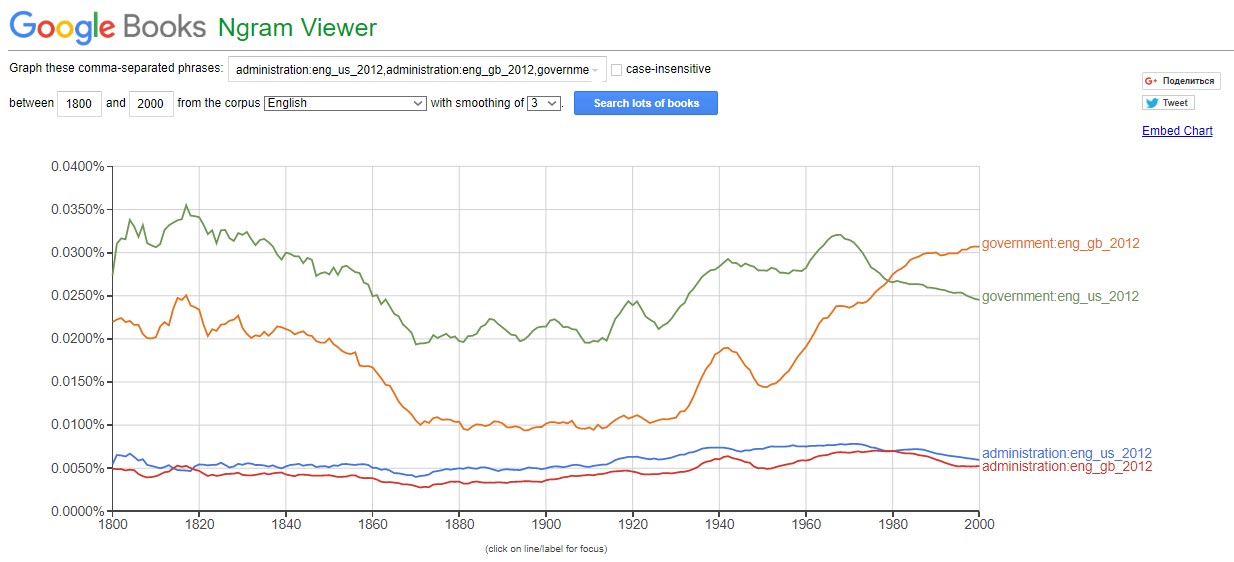 Google Books Ngram Viewer
Graph these comma-separated phrases: administration:eng_us_2012,administration:eng_gb_2012,governme case-insensitive
between 1800 and 2000 from the corpus English with smoothing of 3 . Search lots of books
G+ Поделиться
Tweet
Embed Chart
0.0400%
0.0350%
0.0300%
0.0250%
0.0200%
0.0150%
0.0100%
0.0050%
0.0000%
government:eng_gb_2012
government:eng_us_2012
administration:eng_us_2012
administration:eng_gb_2012
1800 1820 1840 1860 1880 1900 1920 1940 1960 1980 2000
(click on line/label for focus)